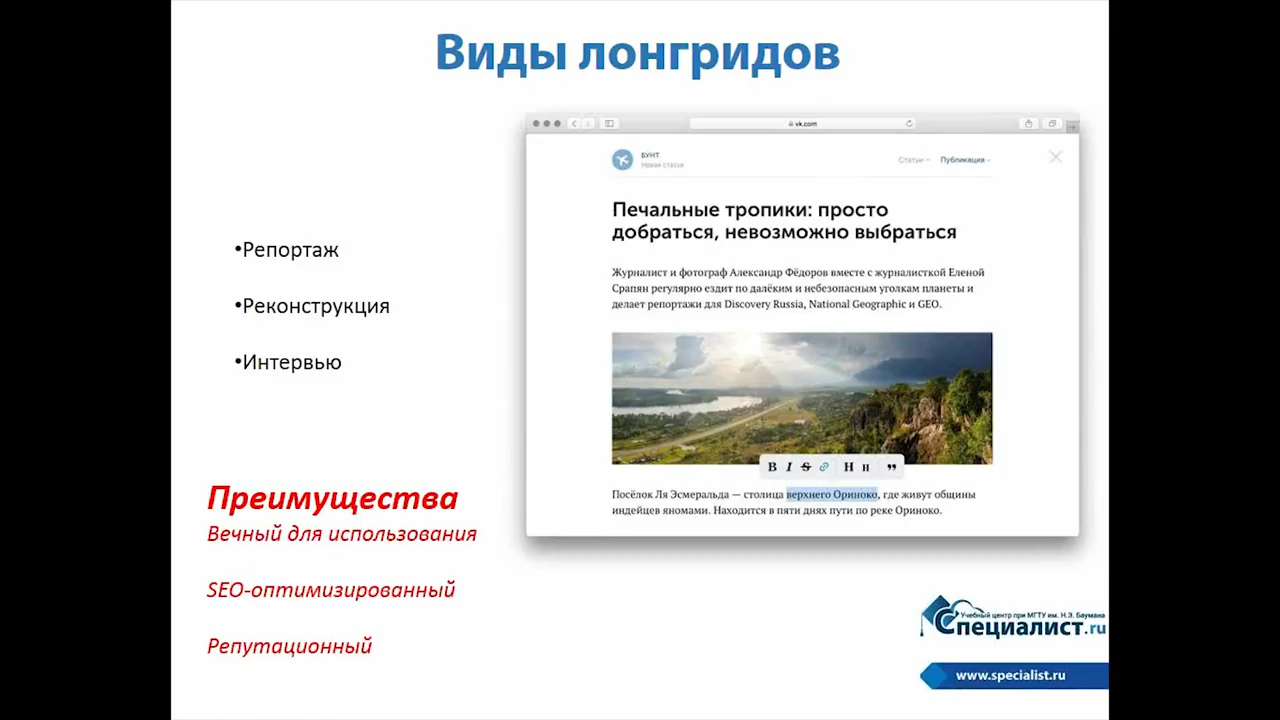 Виды лонгридов
•Репортаж
•Реконструкция
•Интервью
Преимущества
Вечный для использования
SEO-оптимизированный
Репутационный
vk.com
БУНТ
Новая статья
Статьи
Публикация
Печальные тропики: просто
добраться, невозможно выбраться
Журналист и фотограф Александр Фёдоров вместе с журналисткой Еленой
Срапян регулярно ездит по далёким и небезопасным уголкам планеты и
делает репортажи для Discovery Russia, National Geographic и GEO.
B I S H H ”
Посёлок Ля Эсмеральда — столица верхнего Ориноко, где живут общины
индейцев яномами. Находится в пяти днях пути по реке Ориноко.
Учебный центр при МГТУ им. Н.Э. Баумана
Специалист.ru
www.specialist.ru